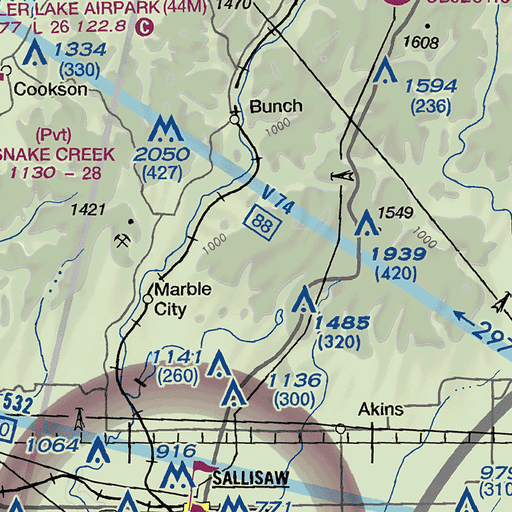 LER LAKE AIRPARK (44M)
77 L 26 122.8 C
1470
1608
1334
(330)
Cookson
1594
(236)
Bunch
1000
(Pvt)
SNAKE CREEK
1130 - 28
2050
(427)
V 74
88
1421
1549
1000
1000
1939
(420)
Marble
City
1485
(320)
297
1141
(260)
1136
(300)
532
Akins
1064
916
SALLISAW
771
979
(310